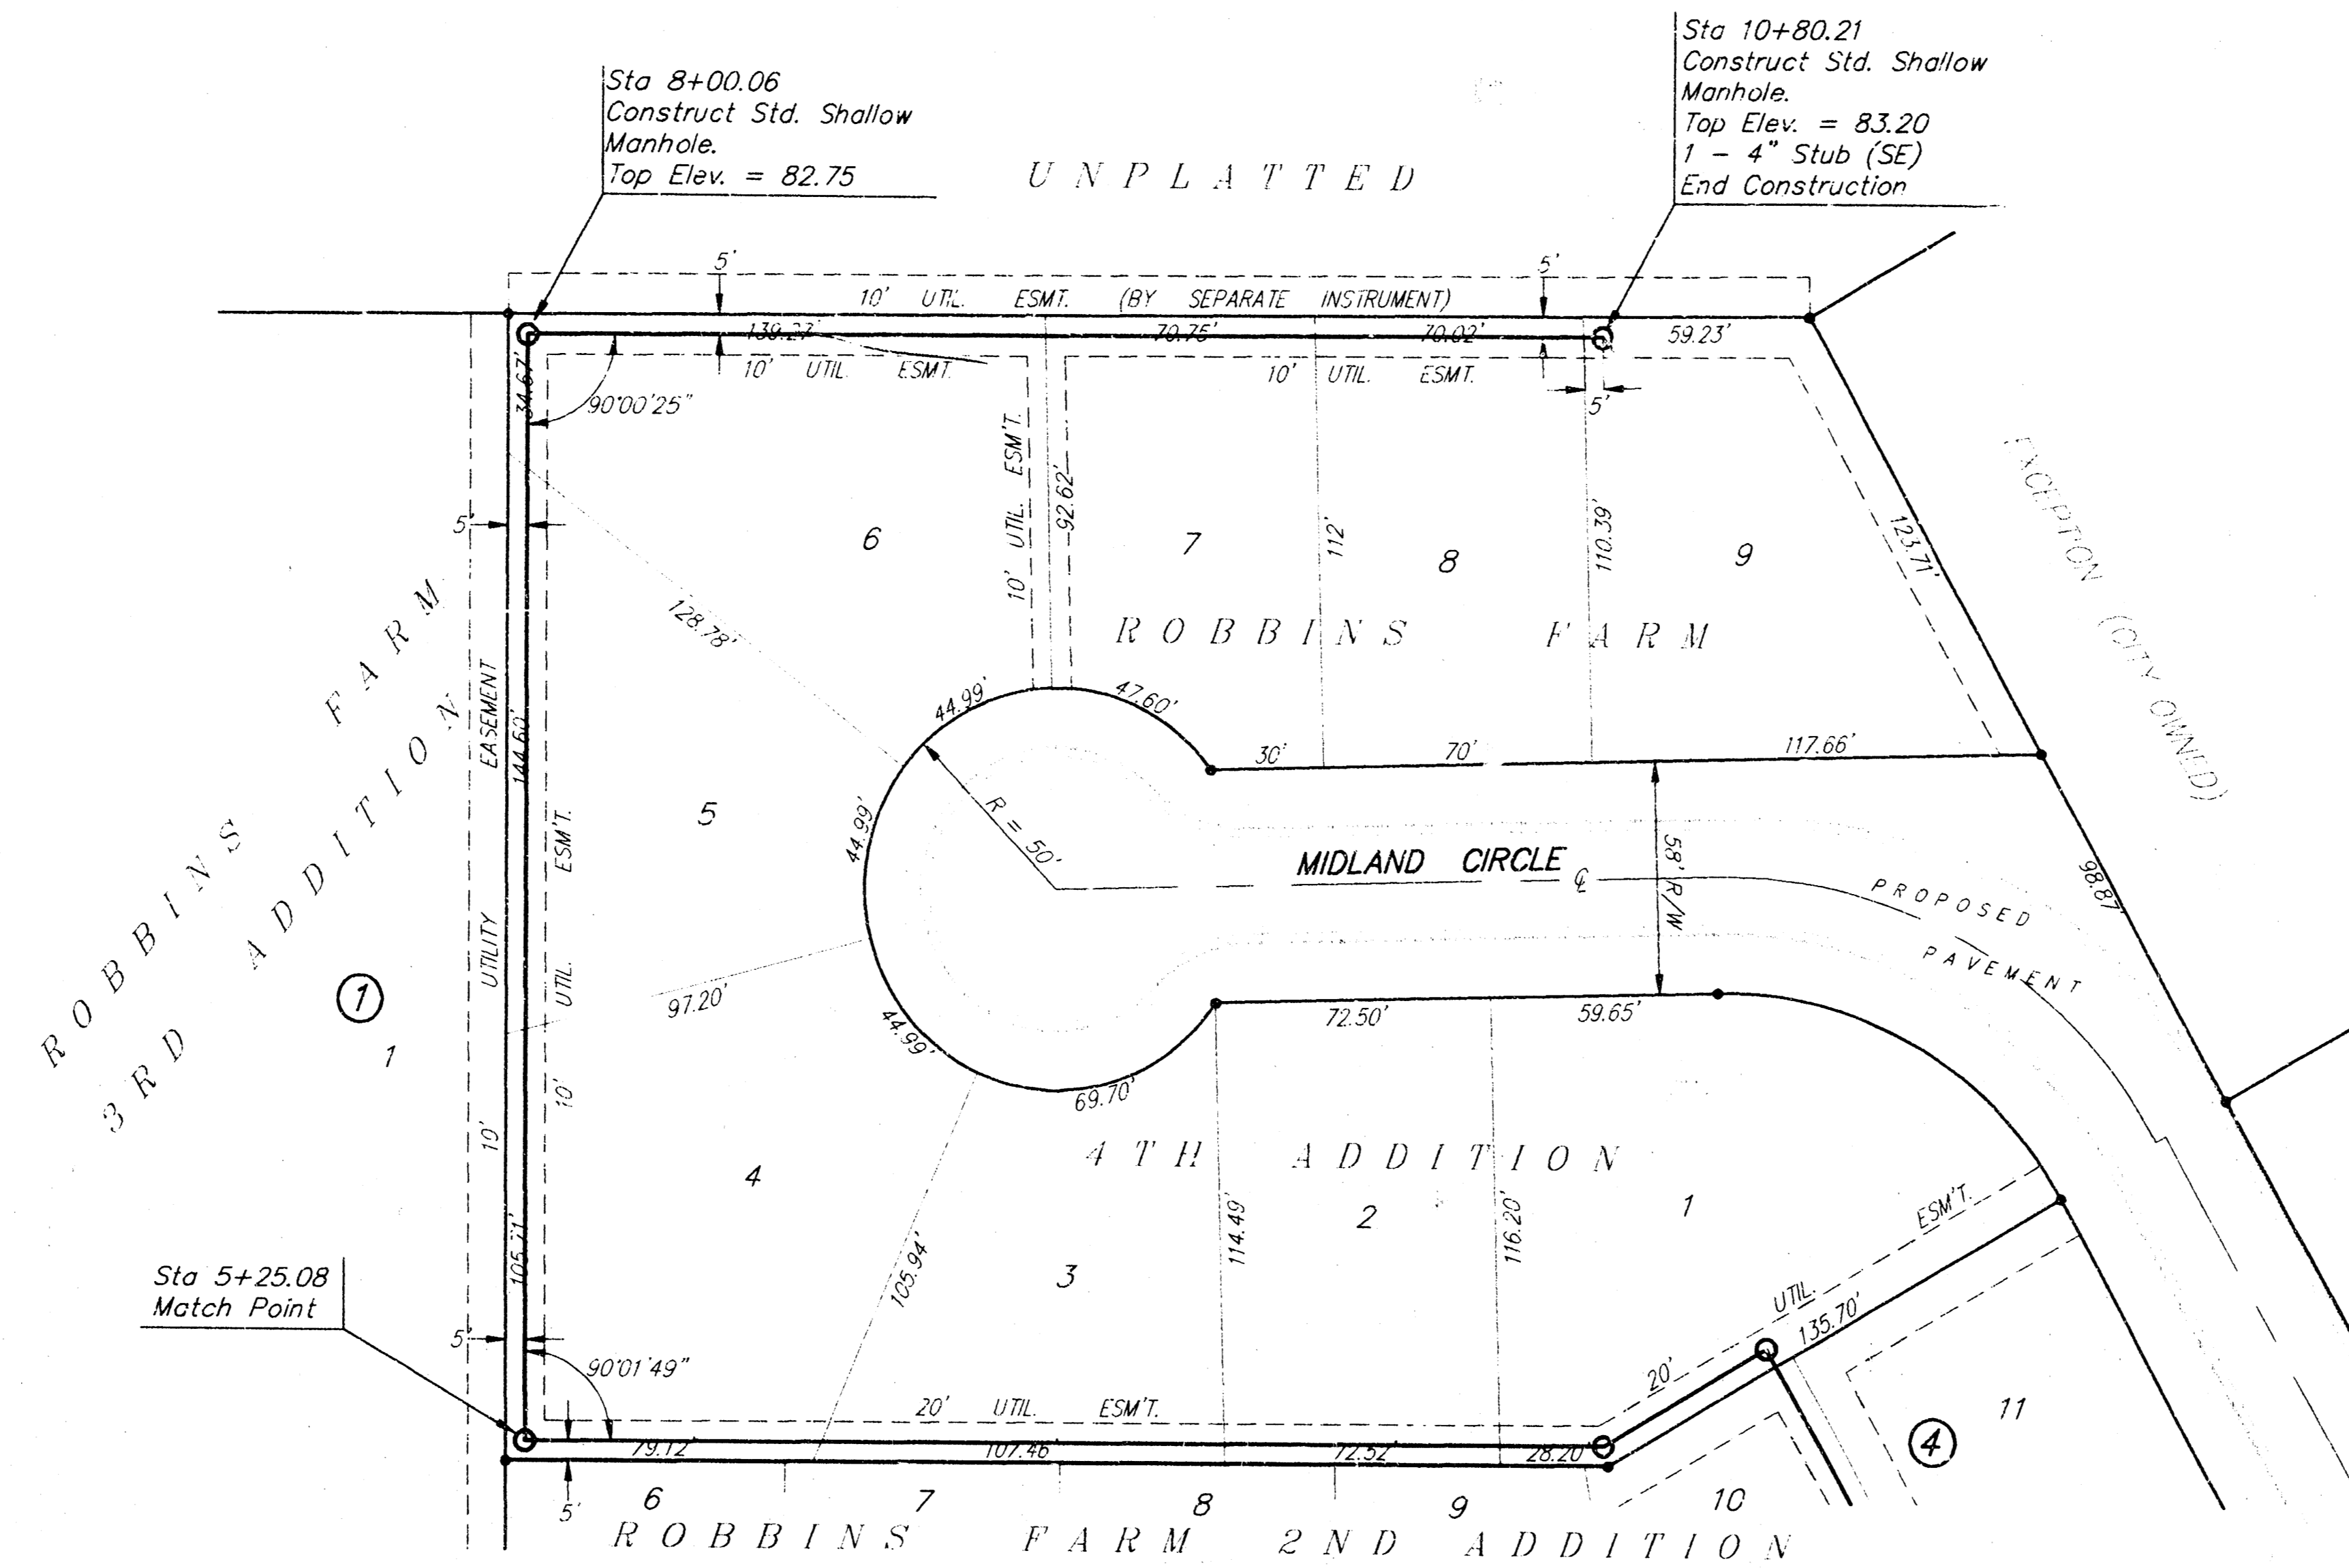 Sta 8+00.06
Construct Std. Shallow
Manhole.
Top Elev. = 82.75
Sta 10+80.21
Construct Std. Shallow
Manhole.
Top Elev. = 83.20
1 - 4" Stub (SE)
End Construction
UNPLATTED
5'
5'
10' UTIL. ESMT. (BY SEPARATE INSTRUMENT)
139.27'
70.75'
70.02'
59.23'
10' UTIL. ESMT.
10' UTIL. ESMT.
34.67'
90°00'25"
5'
10' UTIL. ESM'T.
92.62'
5'
6
7
112'
8
110.39'
9
123.71'
EXCEPTION (CITY OWNED)
128.78'
ROBBINS FARM
ROBBINS FARM
3RD ADDITION
10' UTILITY EASEMENT
144.60'
10' UTIL. ESM'T.
44.99'
47.60'
30'
70'
117.66'
5
44.99'
R = 50'
MIDLAND CIRCLE
℄
58' R/W
PROPOSED
PAVEMENT
98.87'
97.20'
1
1
44.99'
69.70'
72.50'
59.65'
4TH ADDITION
4
3
2
1
105.94'
114.49'
116.20'
105.71'
Sta 5+25.08
Match Point
5'
90°01'49"
20' UTIL. ESM'T.
20' UTIL. ESM'T.
135.70'
79.12'
107.46'
72.52'
28.20'
5'
6
7
8
9
10
11
4
ROBBINS FARM 2ND ADDITION